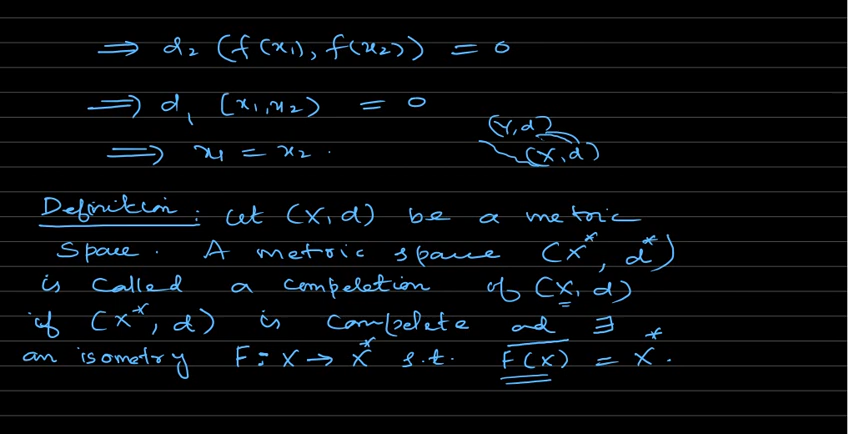 ⟹ d₂ (f(x₁), f(x₂)) = 0
⟹ d₁ (x₁, x₂) = 0
(Y, d)
⟹ x₁ = x₂ .
(X, d)
Definition : Let (X, d) be a metric
space . A metric space (X*, d*)
is called a completion of (X, d)
if (X*, d) is complete and ∃
an isometry F : X → X* s.t. F(X) = X* .